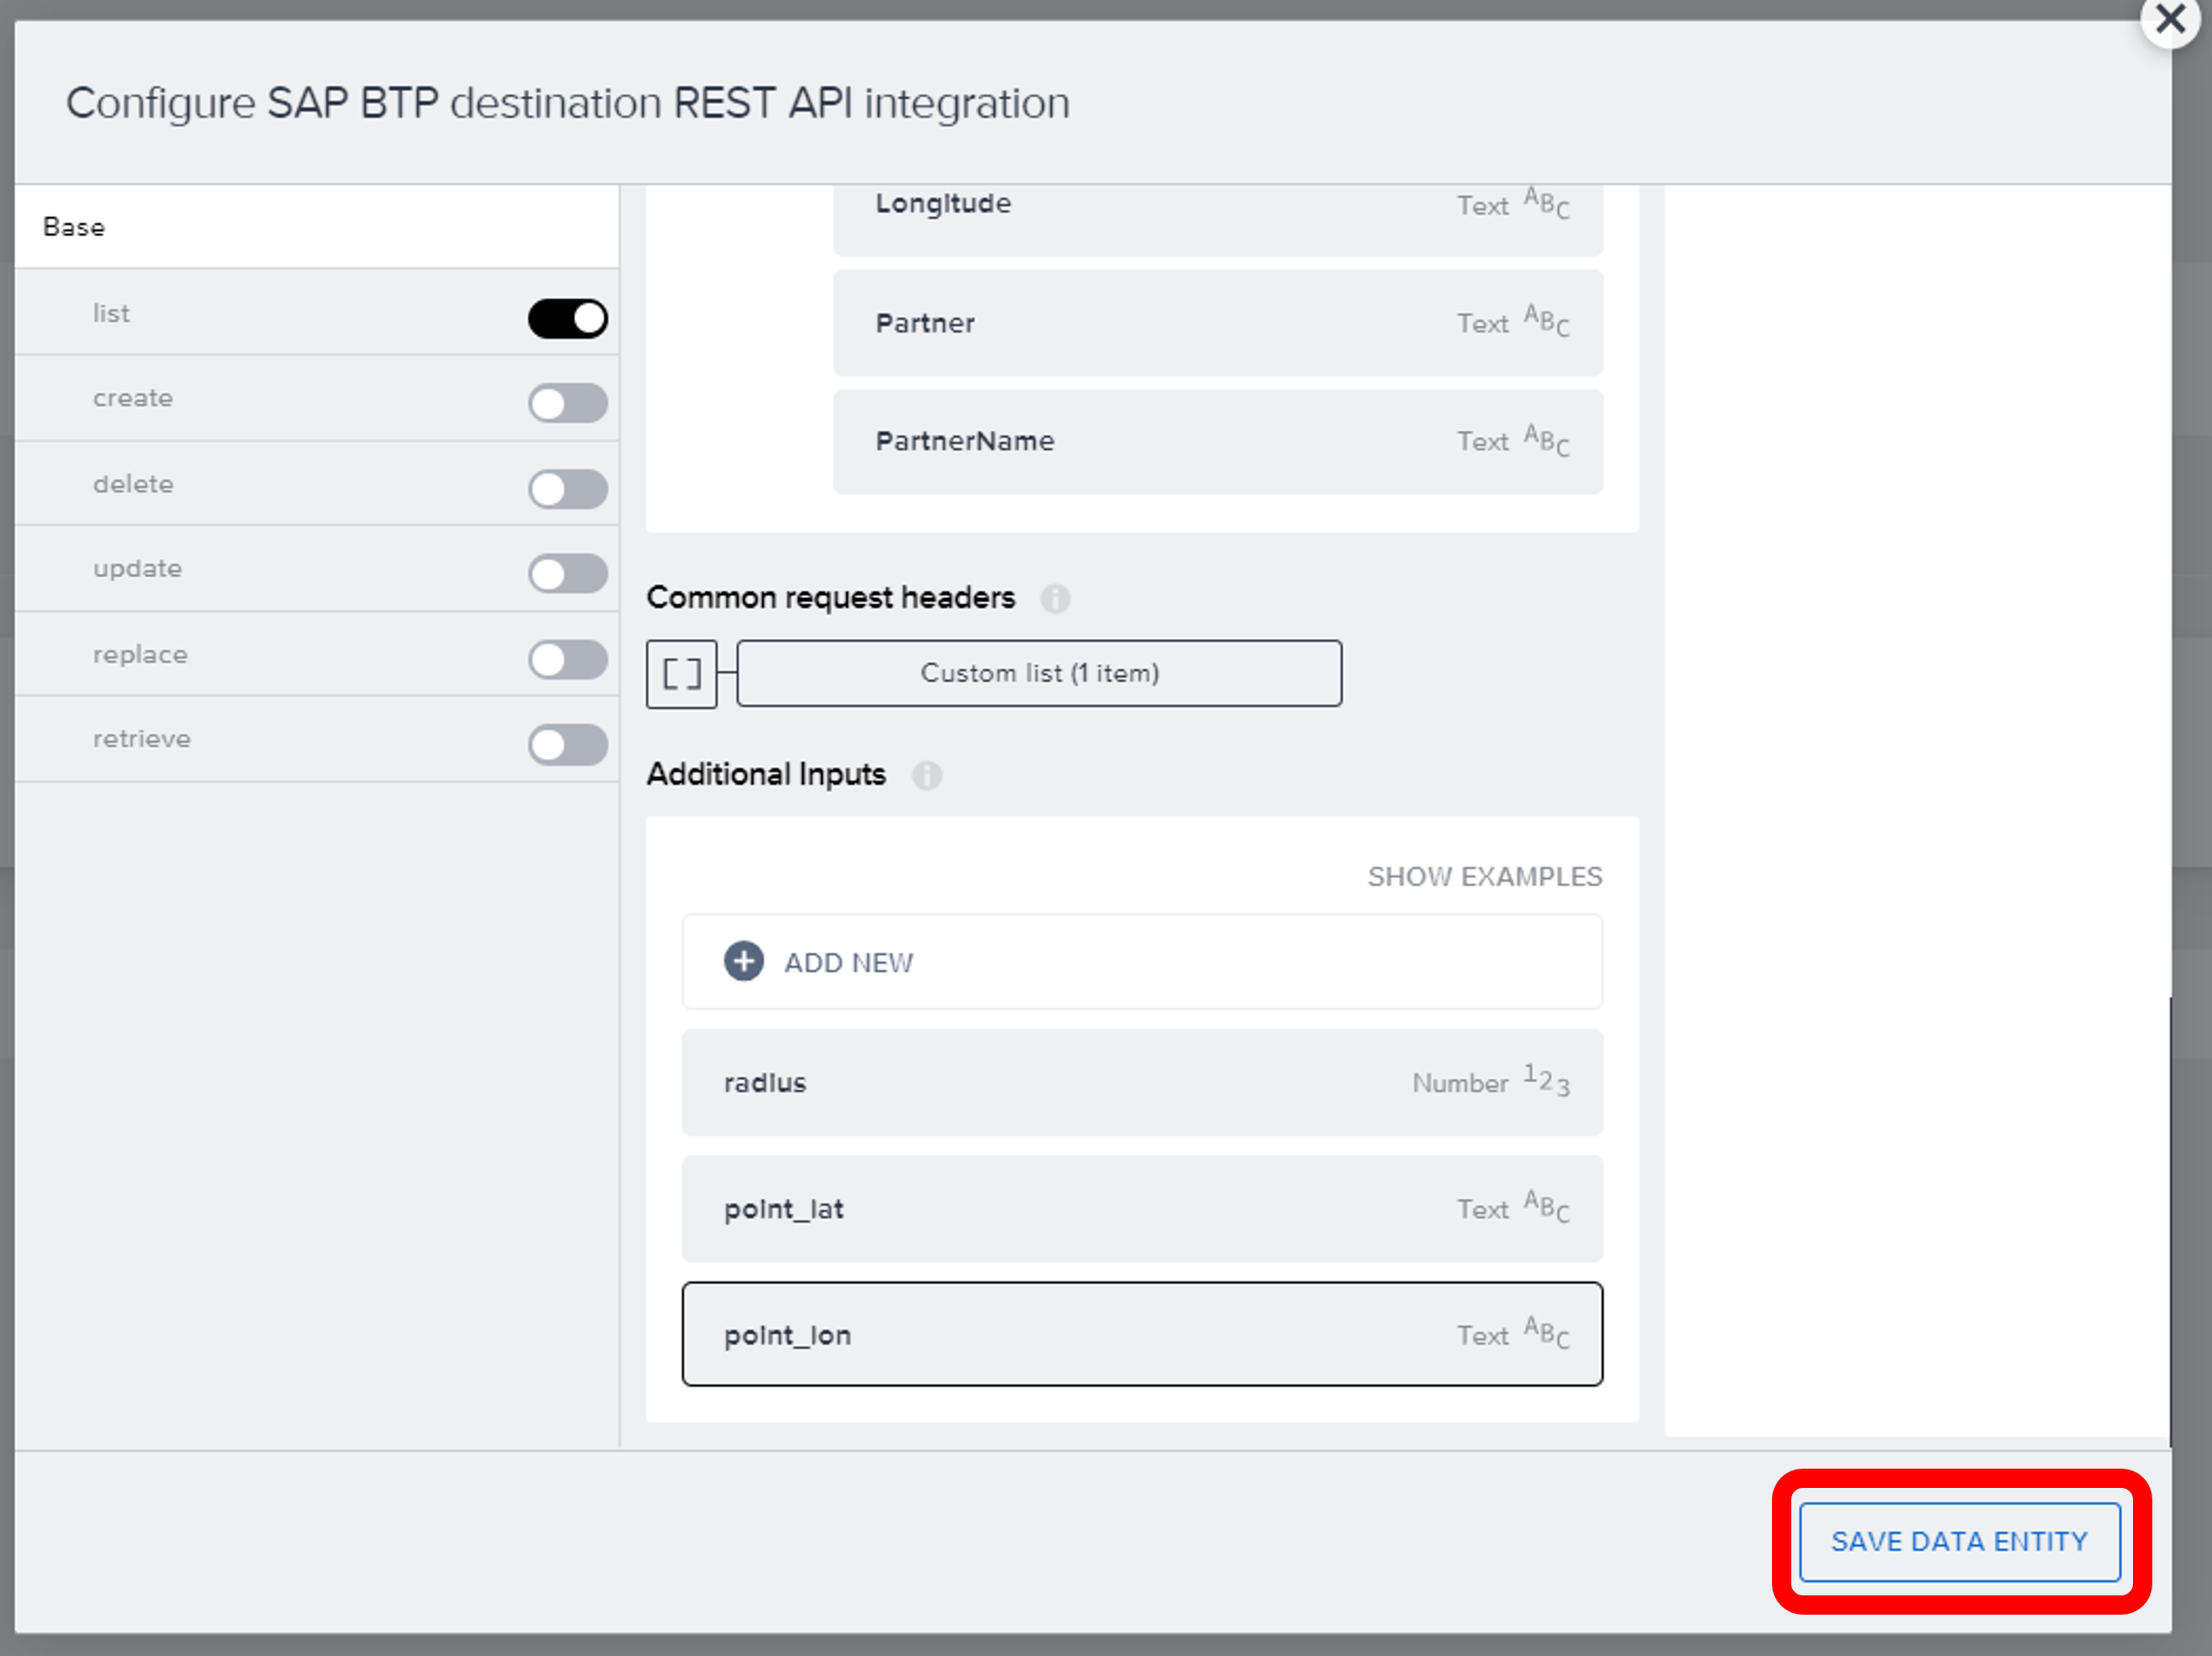 Configure SAP BTP destination REST API integration
Base
list
create
delete
update
replace
retrieve
Longitude Text ABC
Partner Text ABC
PartnerName Text ABC
Common request headers
Custom list (1 item)
Additional Inputs
SHOW EXAMPLES
ADD NEW
radius Number 123
point_lat Text ABC
point_lon Text ABC
SAVE DATA ENTITY